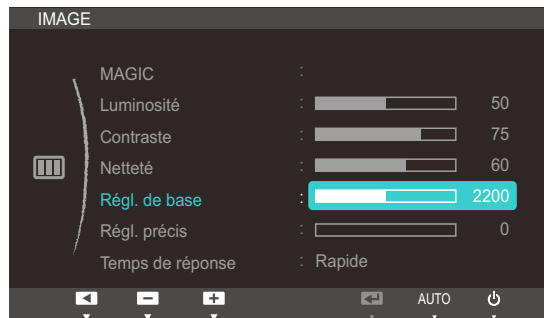 IMAGE
MAGIC :
Luminosité : 50
Contraste : 75
Netteté : 60
Régl. de base : 2200
Régl. précis : 0
Temps de réponse : Rapide
AUTO